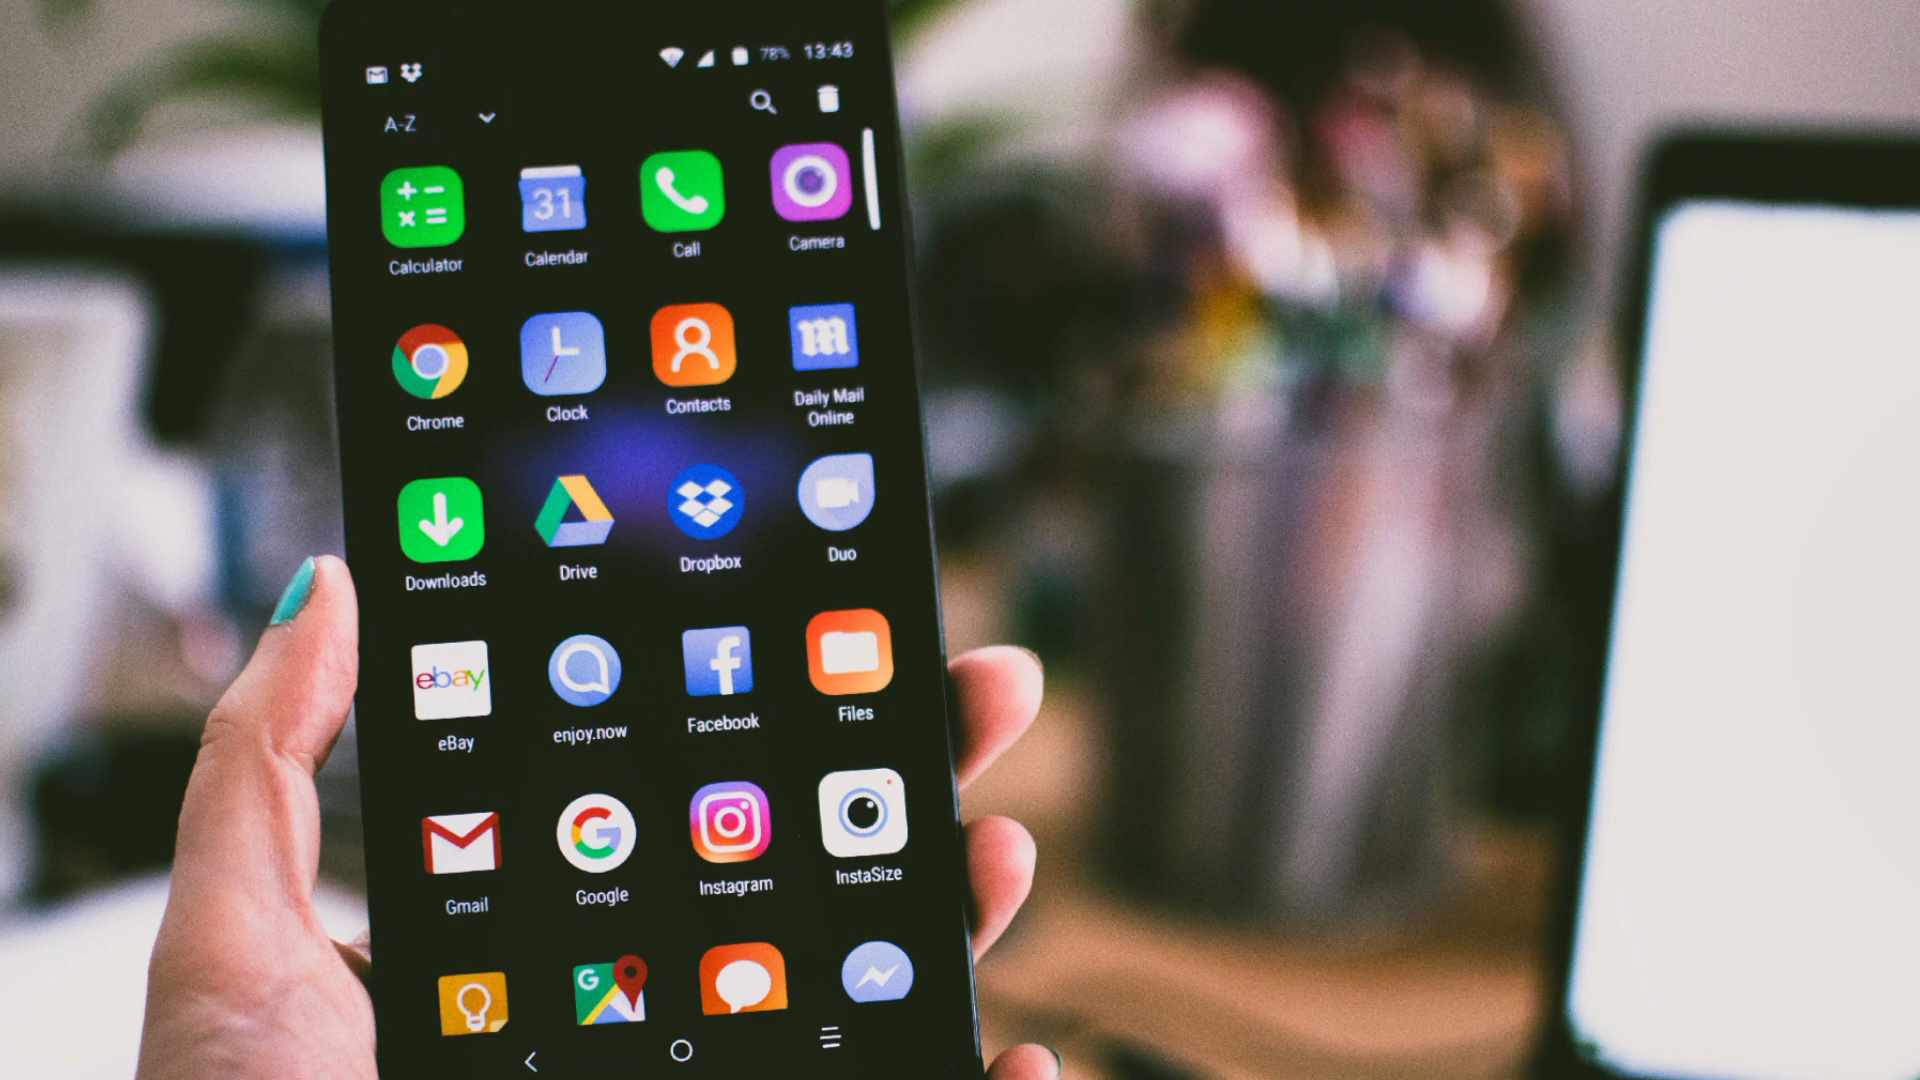 78% 13:43
A-Z
Calculator
31
Calendar
Call
Camera
Chrome
Clock
Contacts
m
Daily Mail
Online
Downloads
Drive
Dropbox
Duo
ebay
eBay
enjoy.now
f
Facebook
Files
M
Gmail
G
Google
Instagram
InstaSize
G